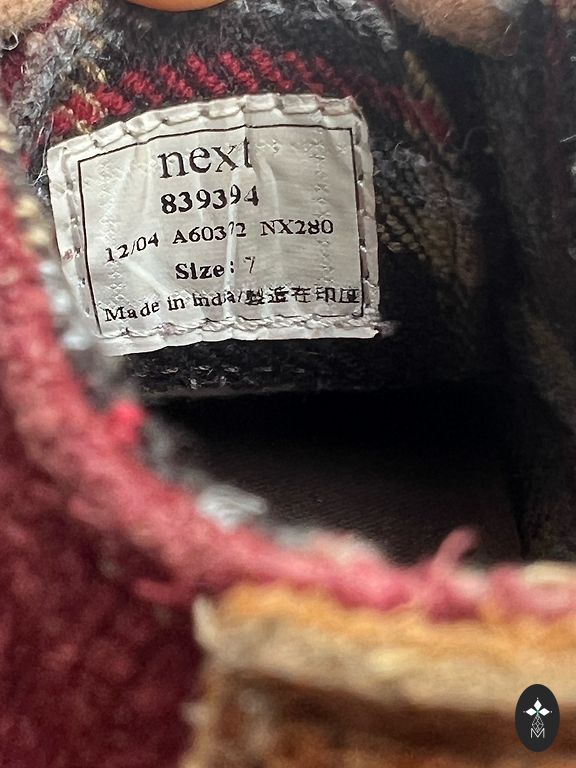 next
839394
12/04 A60372 NX280
Size: 7
Made in India/製造在印度
M